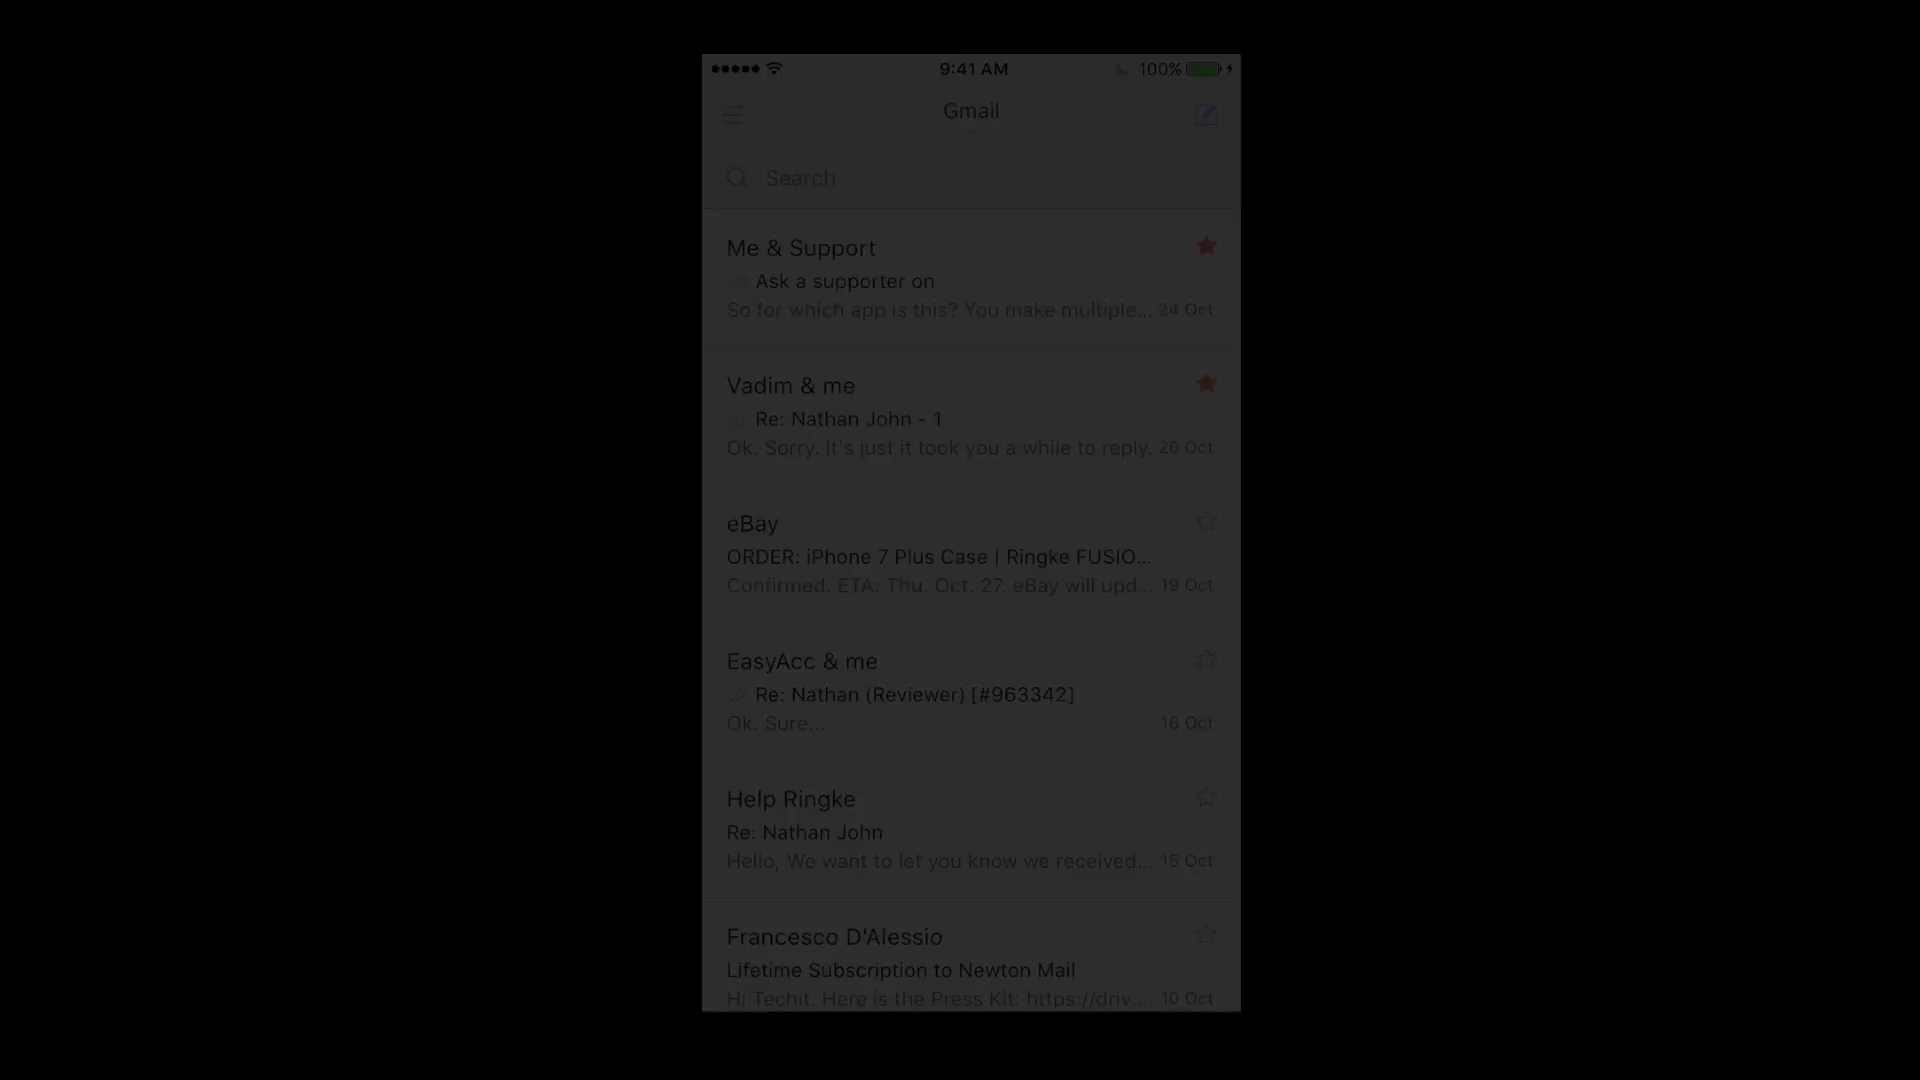 9:41 AM
100%
Gmail
Search
Me & Support
Ask a supporter on
So for which app is this? You make multiple... 24 Oct
Vadim & me
Re: Nathan John - 1
Ok. Sorry. It's just it took you a while to reply. 20 Oct
eBay
ORDER: iPhone 7 Plus Case | Ringke FUSIO...
Confirmed. ETA: Thu. Oct. 27. eBay will upd... 19 Oct
EasyAcc & me
Re: Nathan (Reviewer) [#963342]
Ok. Sure... 16 Oct
Help Ringke
Re: Nathan John
Hello, We want to let you know we received... 15 Oct
Francesco D'Alessio
Lifetime Subscription to Newton Mail
Hi Techit. Here is the Press Kit: https://driv... 10 Oct